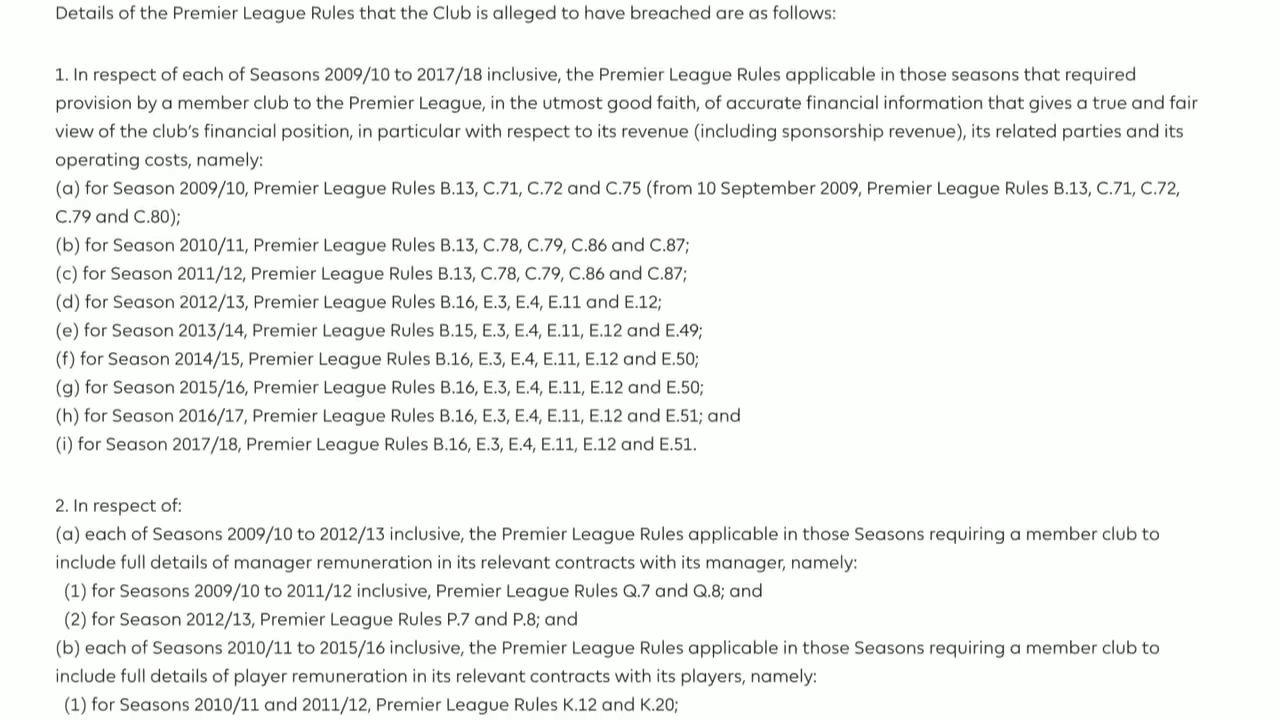 Details of the Premier League Rules that the Club is alleged to have breached are as follows:
1. In respect of each of Seasons 2009/10 to 2017/18 inclusive, the Premier League Rules applicable in those seasons that required
provision by a member club to the Premier League, in the utmost good faith, of accurate financial information that gives a true and fair
view of the club’s financial position, in particular with respect to its revenue (including sponsorship revenue), its related parties and its
operating costs, namely:
(a) for Season 2009/10, Premier League Rules B.13, C.71, C.72 and C.75 (from 10 September 2009, Premier League Rules B.13, C.71, C.72,
C.79 and C.80);
(b) for Season 2010/11, Premier League Rules B.13, C.78, C.79, C.86 and C.87;
(c) for Season 2011/12, Premier League Rules B.13, C.78, C.79, C.86 and C.87;
(d) for Season 2012/13, Premier League Rules B.16, E.3, E.4, E.11 and E.12;
(e) for Season 2013/14, Premier League Rules B.15, E.3, E.4, E.11, E.12 and E.49;
(f) for Season 2014/15, Premier League Rules B.16, E.3, E.4, E.11, E.12 and E.50;
(g) for Season 2015/16, Premier League Rules B.16, E.3, E.4, E.11, E.12 and E.50;
(h) for Season 2016/17, Premier League Rules B.16, E.3, E.4, E.11, E.12 and E.51; and
(i) for Season 2017/18, Premier League Rules B.16, E.3, E.4, E.11, E.12 and E.51.
2. In respect of:
(a) each of Seasons 2009/10 to 2012/13 inclusive, the Premier League Rules applicable in those Seasons requiring a member club to
include full details of manager remuneration in its relevant contracts with its manager, namely:
(1) for Seasons 2009/10 to 2011/12 inclusive, Premier League Rules Q.7 and Q.8; and
(2) for Season 2012/13, Premier League Rules P.7 and P.8; and
(b) each of Seasons 2010/11 to 2015/16 inclusive, the Premier League Rules applicable in those Seasons requiring a member club to
include full details of player remuneration in its relevant contracts with its players, namely:
(1) for Seasons 2010/11 and 2011/12, Premier League Rules K.12 and K.20;